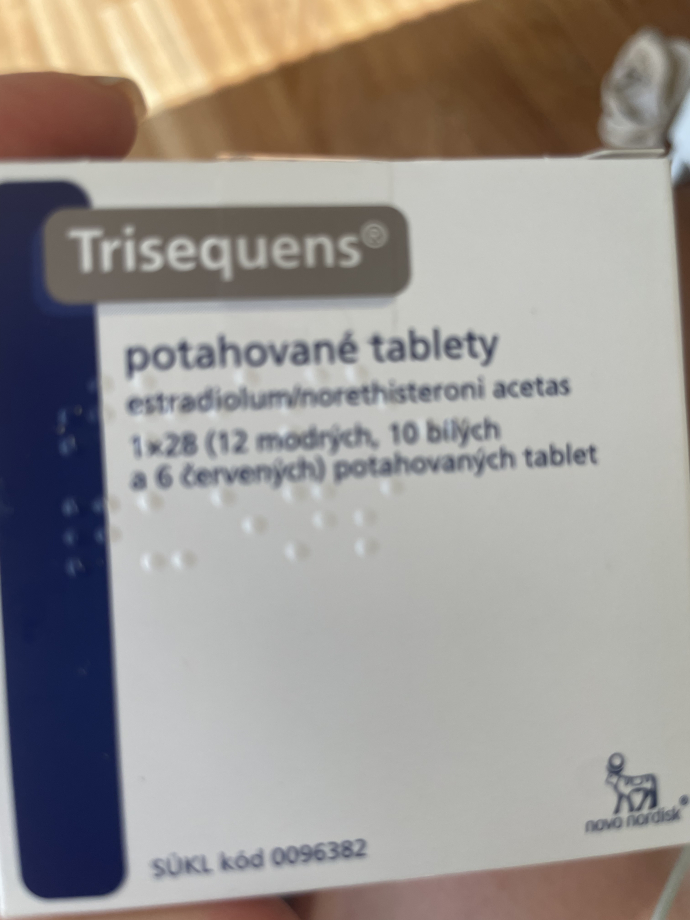 Trisequens®
potahované tablety
estradiolum/norethisteroni acetas
1×28 (12 modrých, 10 bílých
a 6 červených) potahovaných tablet
novo nordisk®
SÚKL kód 0096382